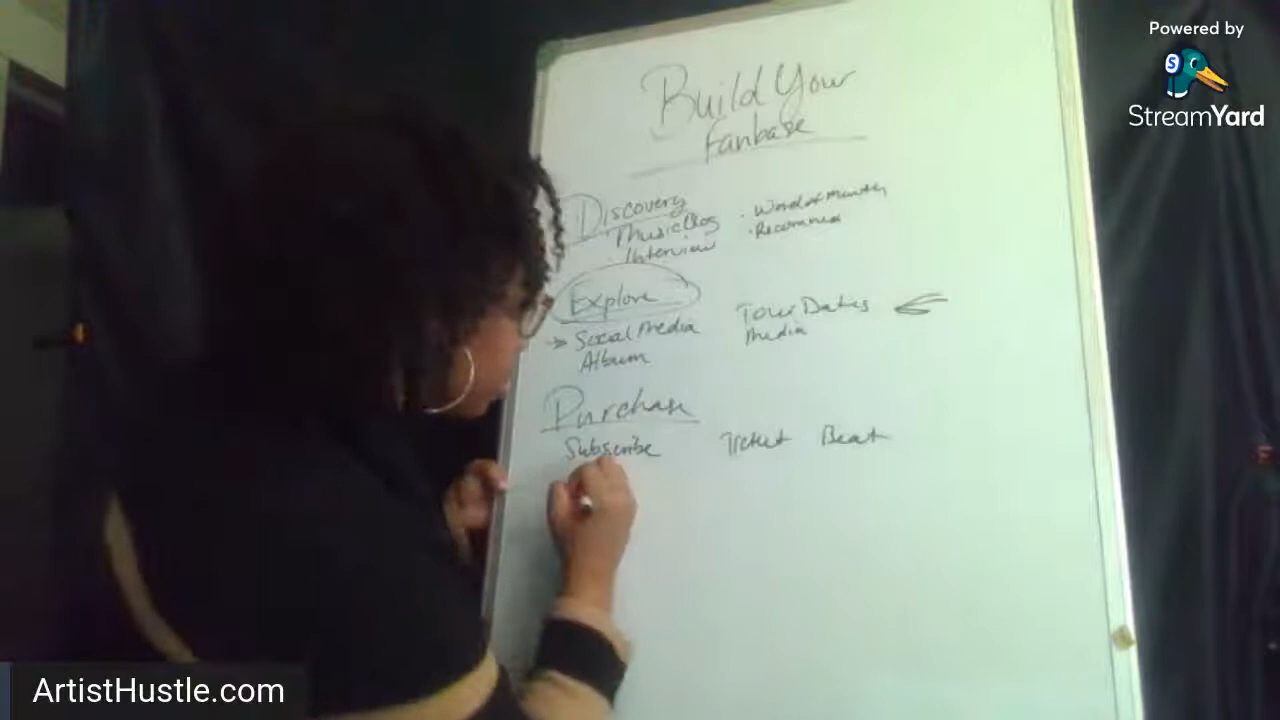 Powered by
StreamYard
Build Your
Fanbase
Discovery
Music Blog · Word of mouth
Interview · Recommen
Explore
→ Social Media Tour Dates
Album Media
Purchase
Subscribe Ticket Beat
ArtistHustle.com